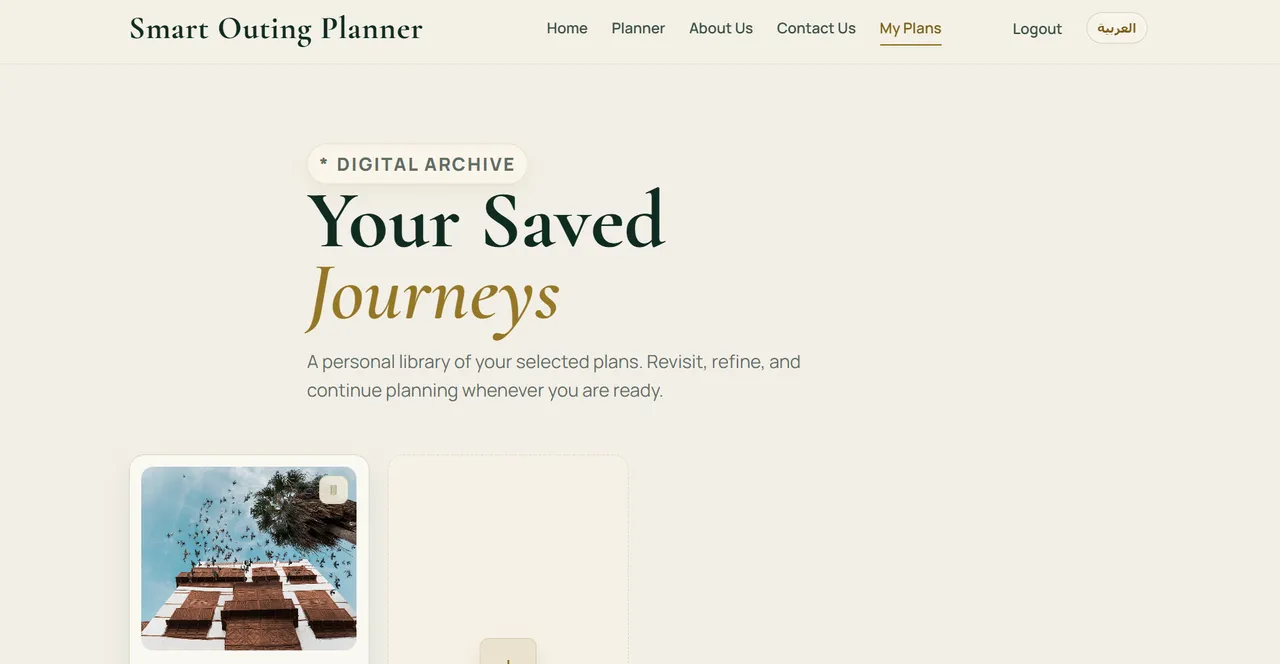 Smart Outing Planner
Home Planner About Us Contact Us My Plans Logout العربية
* DIGITAL ARCHIVE
Your Saved
Journeys
A personal library of your selected plans. Revisit, refine, and
continue planning whenever you are ready.